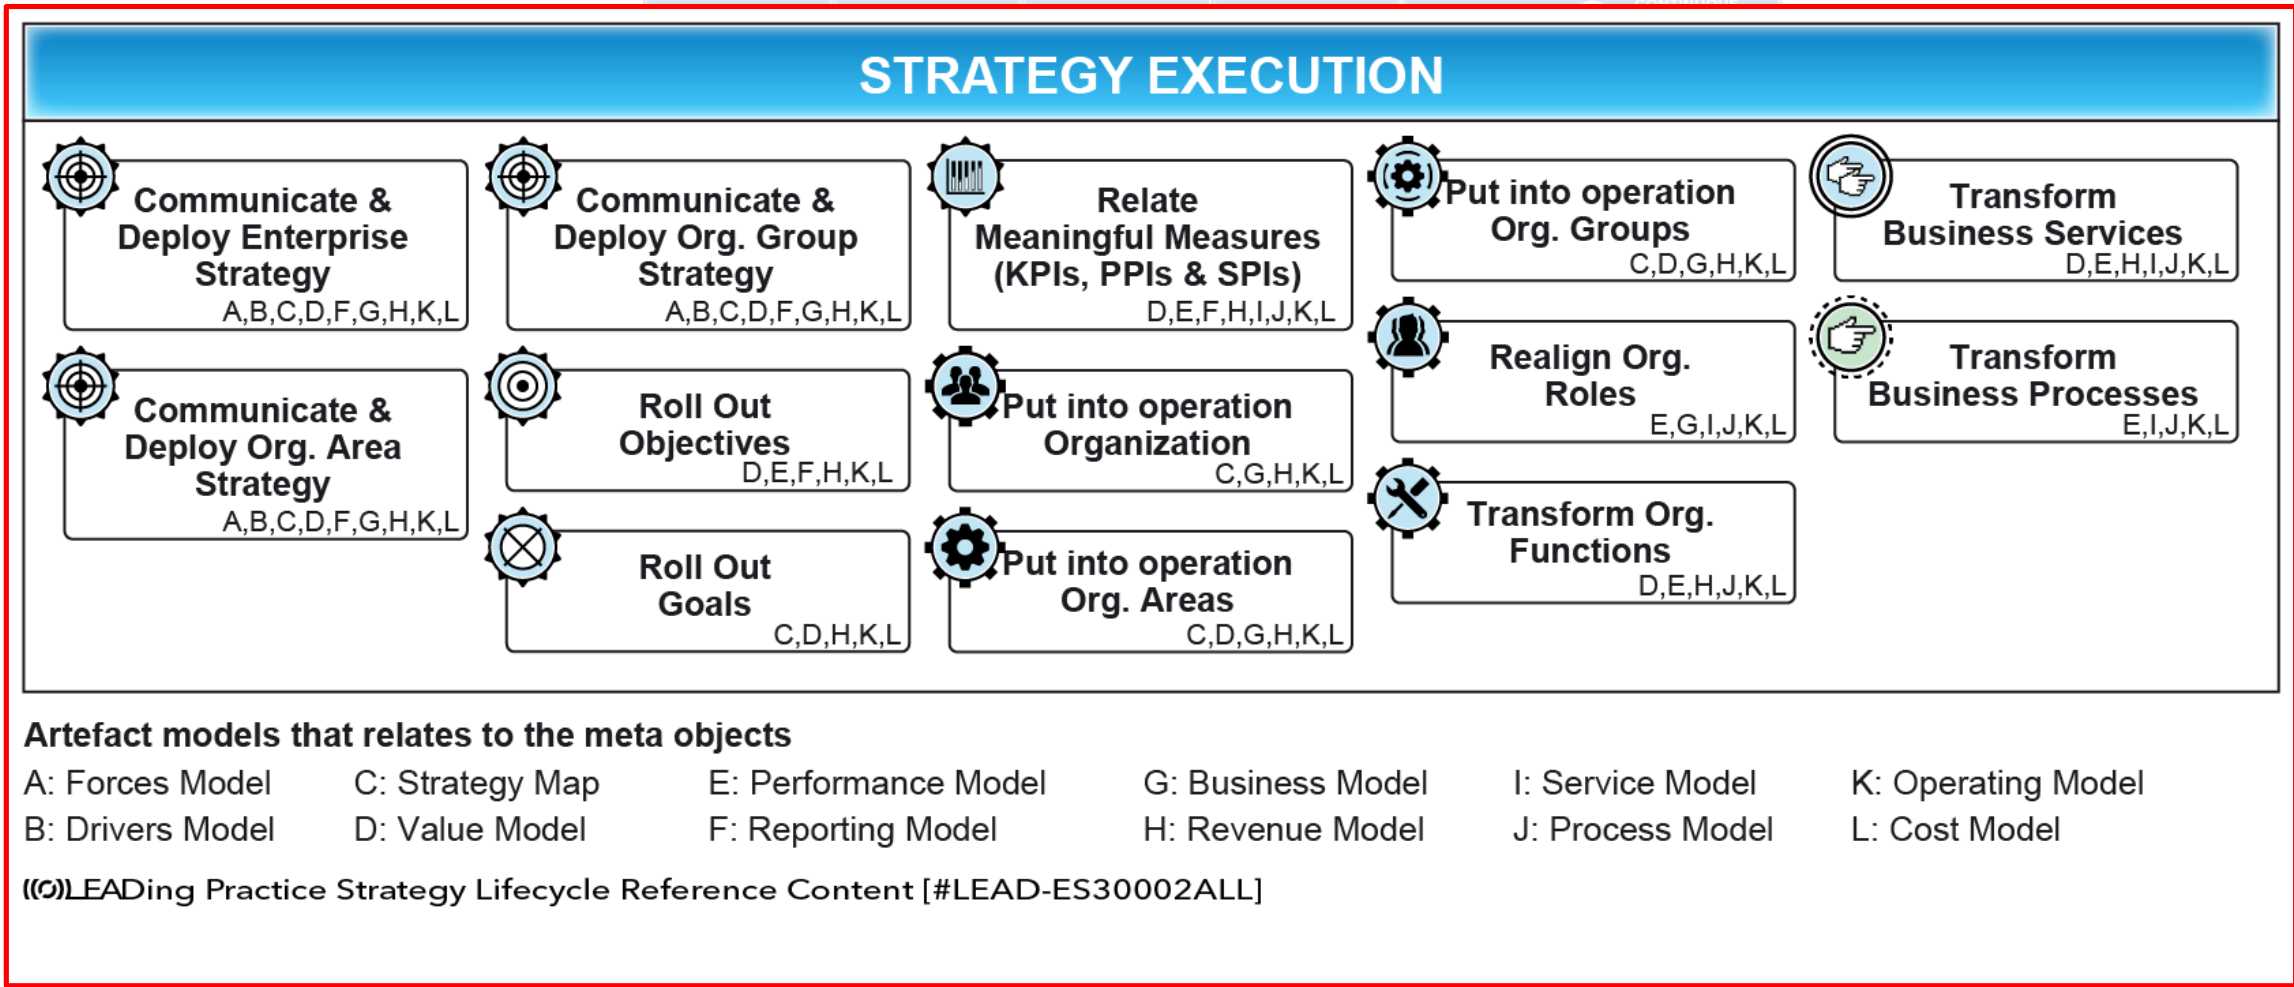 STRATEGY EXECUTION
Communicate &
Deploy Enterprise
Strategy
A,B,C,D,F,G,H,K,L
Communicate &
Deploy Org. Area
Strategy
A,B,C,D,F,G,H,K,L
Communicate &
Deploy Org. Group
Strategy
A,B,C,D,F,G,H,K,L
Roll Out
Objectives
D,E,F,H,K,L
Roll Out
Goals
C,D,H,K,L
Relate
Meaningful Measures
(KPIs, PPIs & SPIs)
D,E,F,H,I,J,K,L
Put into operation
Organization
C,G,H,K,L
Put into operation
Org. Areas
C,D,G,H,K,L
Put into operation
Org. Groups
C,D,G,H,K,L
Realign Org.
Roles
E,G,I,J,K,L
Transform Org.
Functions
D,E,H,J,K,L
Transform
Business Services
D,E,H,I,J,K,L
Transform
Business Processes
E,I,J,K,L
Artefact models that relates to the meta objects
A: Forces Model C: Strategy Map E: Performance Model G: Business Model I: Service Model K: Operating Model
B: Drivers Model D: Value Model F: Reporting Model H: Revenue Model J: Process Model L: Cost Model
LEADing Practice Strategy Lifecycle Reference Content [#LEAD-ES30002ALL]